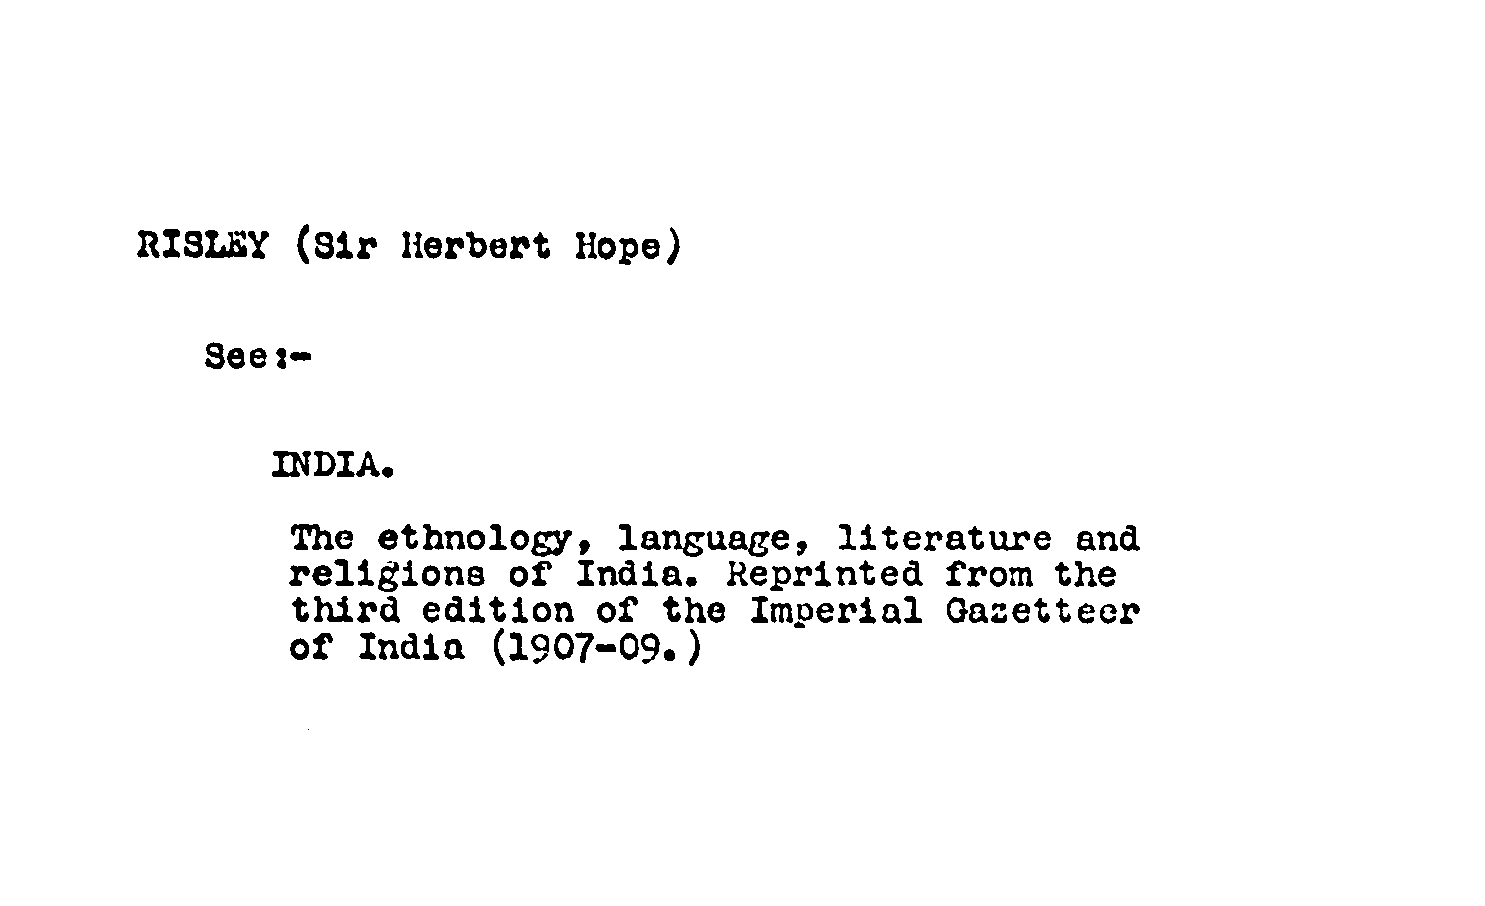 RISLEY (Sir Herbert Hope)
See:-
INDIA.
The ethnology, language, literature and
religions of India. Reprinted from the
third edition of the Imperial Gazetteer
of India (1907-09.)